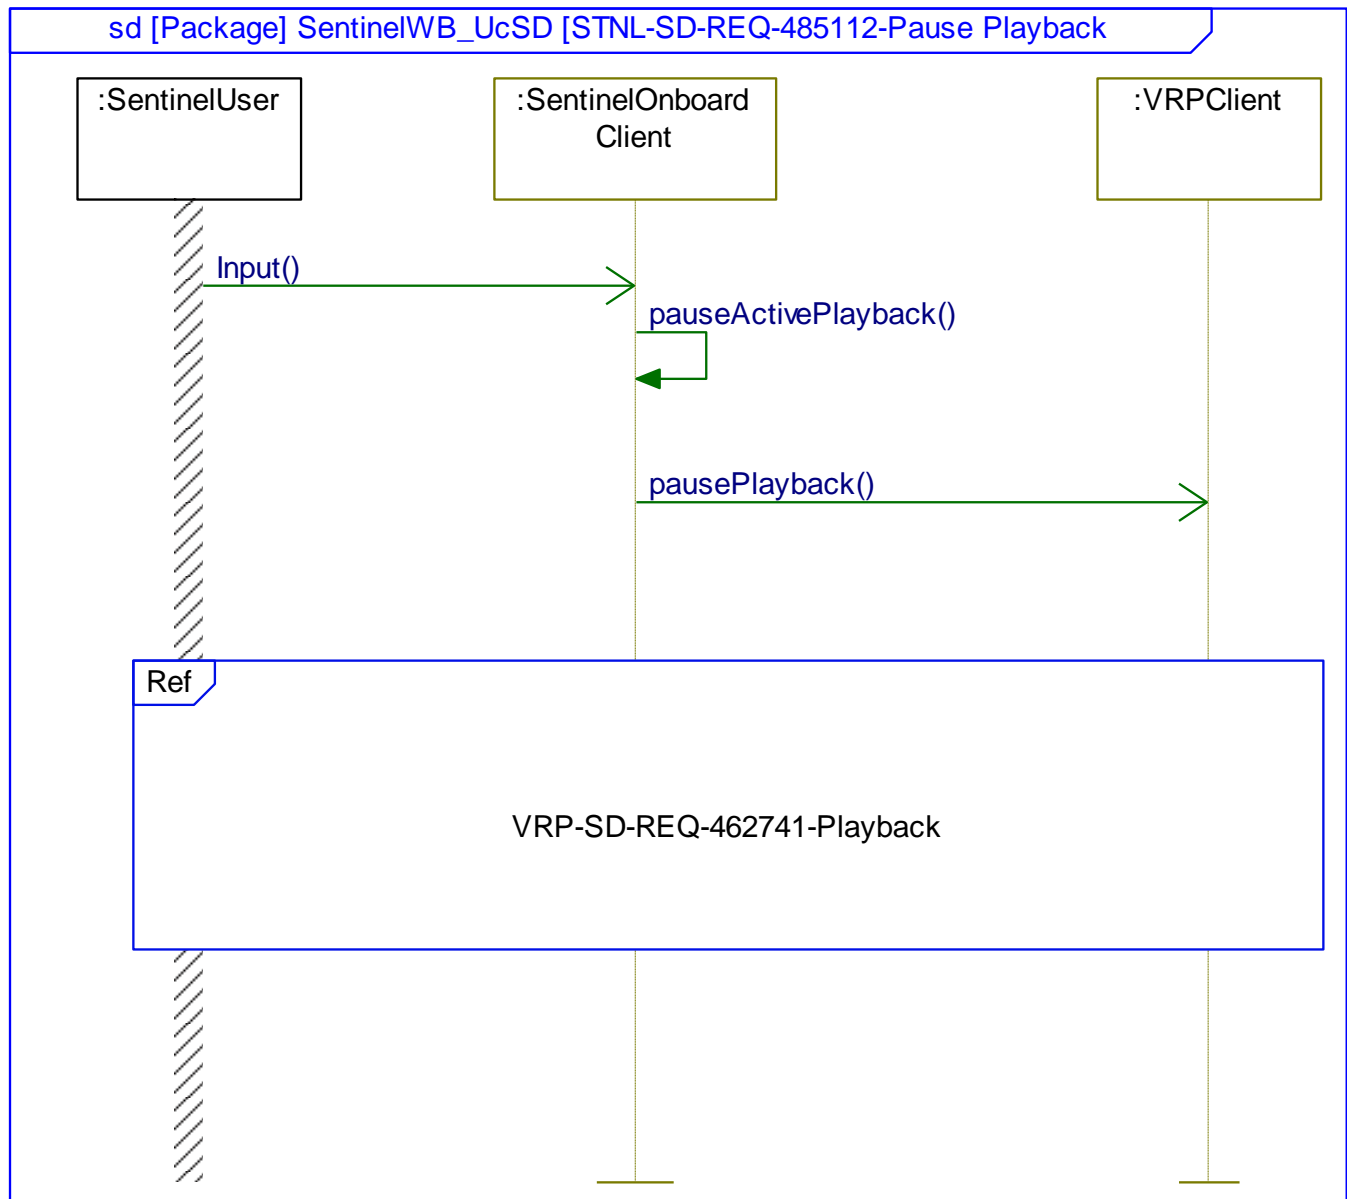 sd [Package] SentinelWB_UcSD [STNL-SD-REQ-485112-Pause Playback
:SentinelUser
:SentinelOnboard
Client
:VRPClient
Input()
pauseActivePlayback()
pausePlayback()
Ref
VRP-SD-REQ-462741-Playback